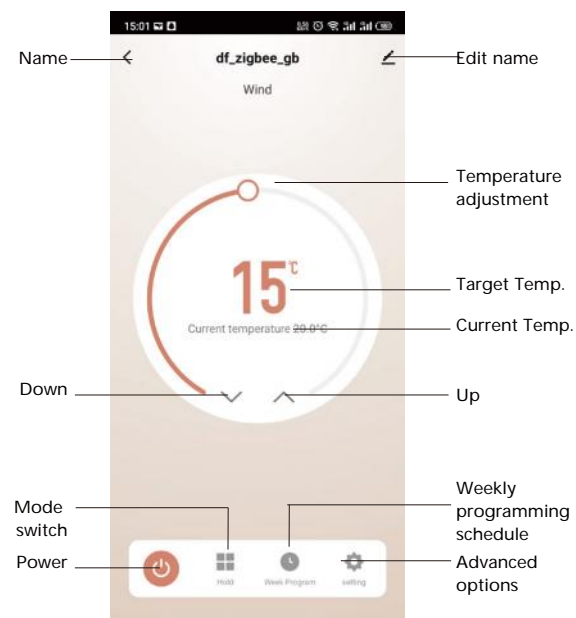 15:01
Name
df_zigbee_gb
Edit name
Wind
Temperature
adjustment
15°C
Target Temp.
Current temperature 20.0°C
Current Temp.
Down
Up
Mode
switch
Weekly
programming
schedule
Power
Hold
Week Program
setting
Advanced
options